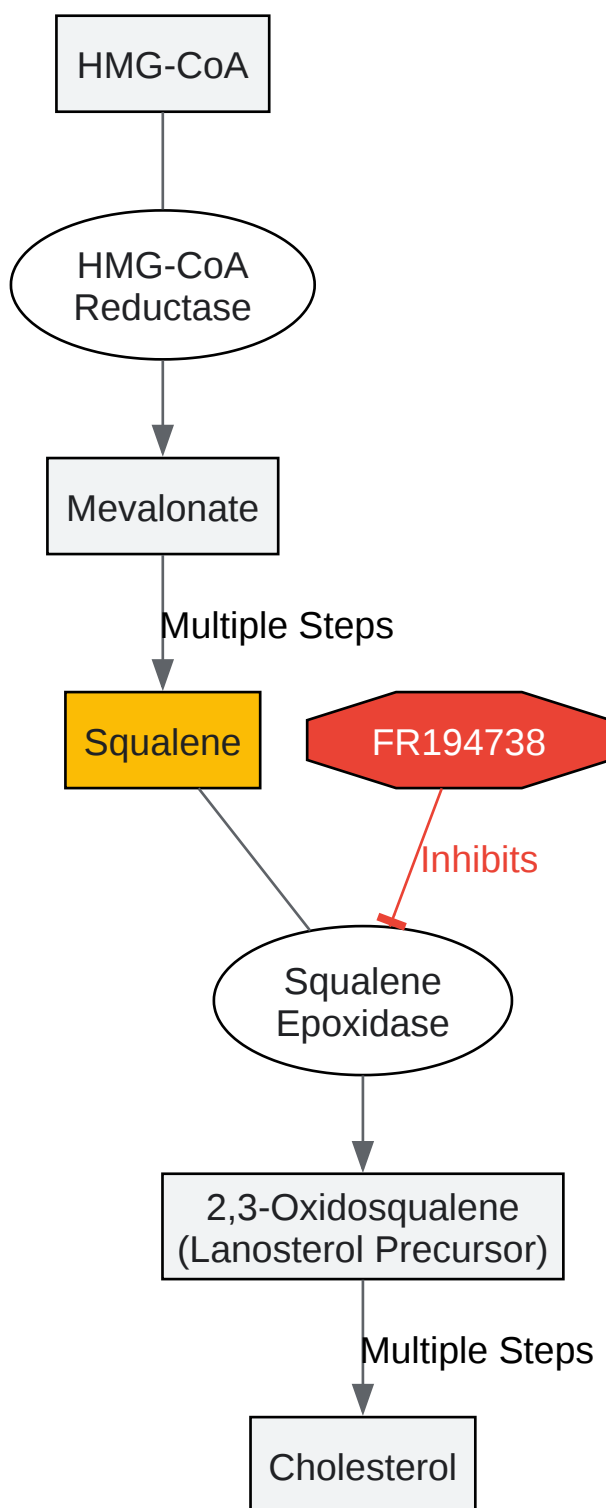 HMG-CoA
HMG-CoA
Reductase
Mevalonate
Multiple Steps
Squalene
FR194738
Inhibits
Squalene
Epoxidase
2,3-Oxidosqualene
(Lanosterol Precursor)
Multiple Steps
Cholesterol